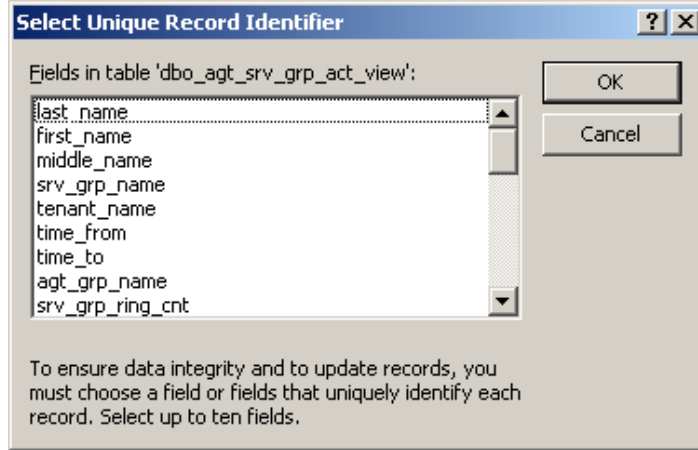 Select Unique Record Identifier
Fields in table 'dbo_agt_srv_grp_act_view':
OK
last_name
first_name
Cancel
middle_name
srv_grp_name
tenant_name
time_from
time_to
agt_grp_name
srv_grp_ring_cnt
To ensure data integrity and to update records, you
must choose a field or fields that uniquely identify each
record. Select up to ten fields.